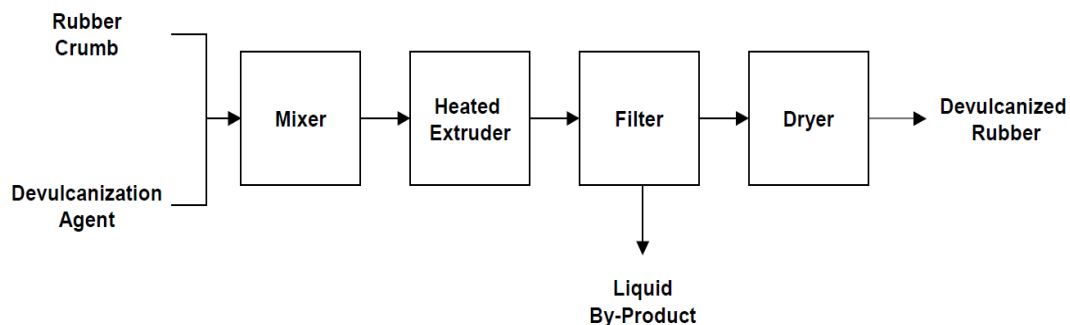 Rubber
Crumb
Mixer
Heated
Extruder
Filter
Dryer
Devulcanized
Rubber
Devulcanization
Agent
Liquid
By-Product